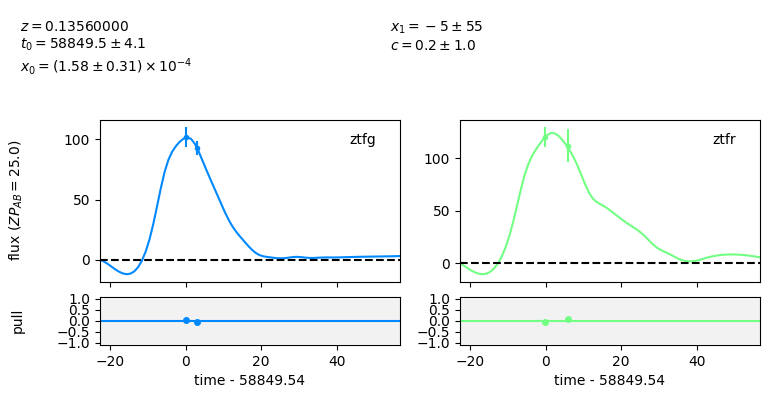 z = 0.13560000
t₀ = 58849.5 ± 4.1
x₀ = (1.58 ± 0.31) × 10⁻⁴
x₁ = −5 ± 55
c = 0.2 ± 1.0
flux (ZP_AB = 25.0)
100
50
0
ztfg
100
50
0
ztfr
pull
1.0
0.5
0.0
−0.5
−1.0
−20 0 20 40
time - 58849.54
1.0
0.5
0.0
−0.5
−1.0
−20 0 20 40
time - 58849.54